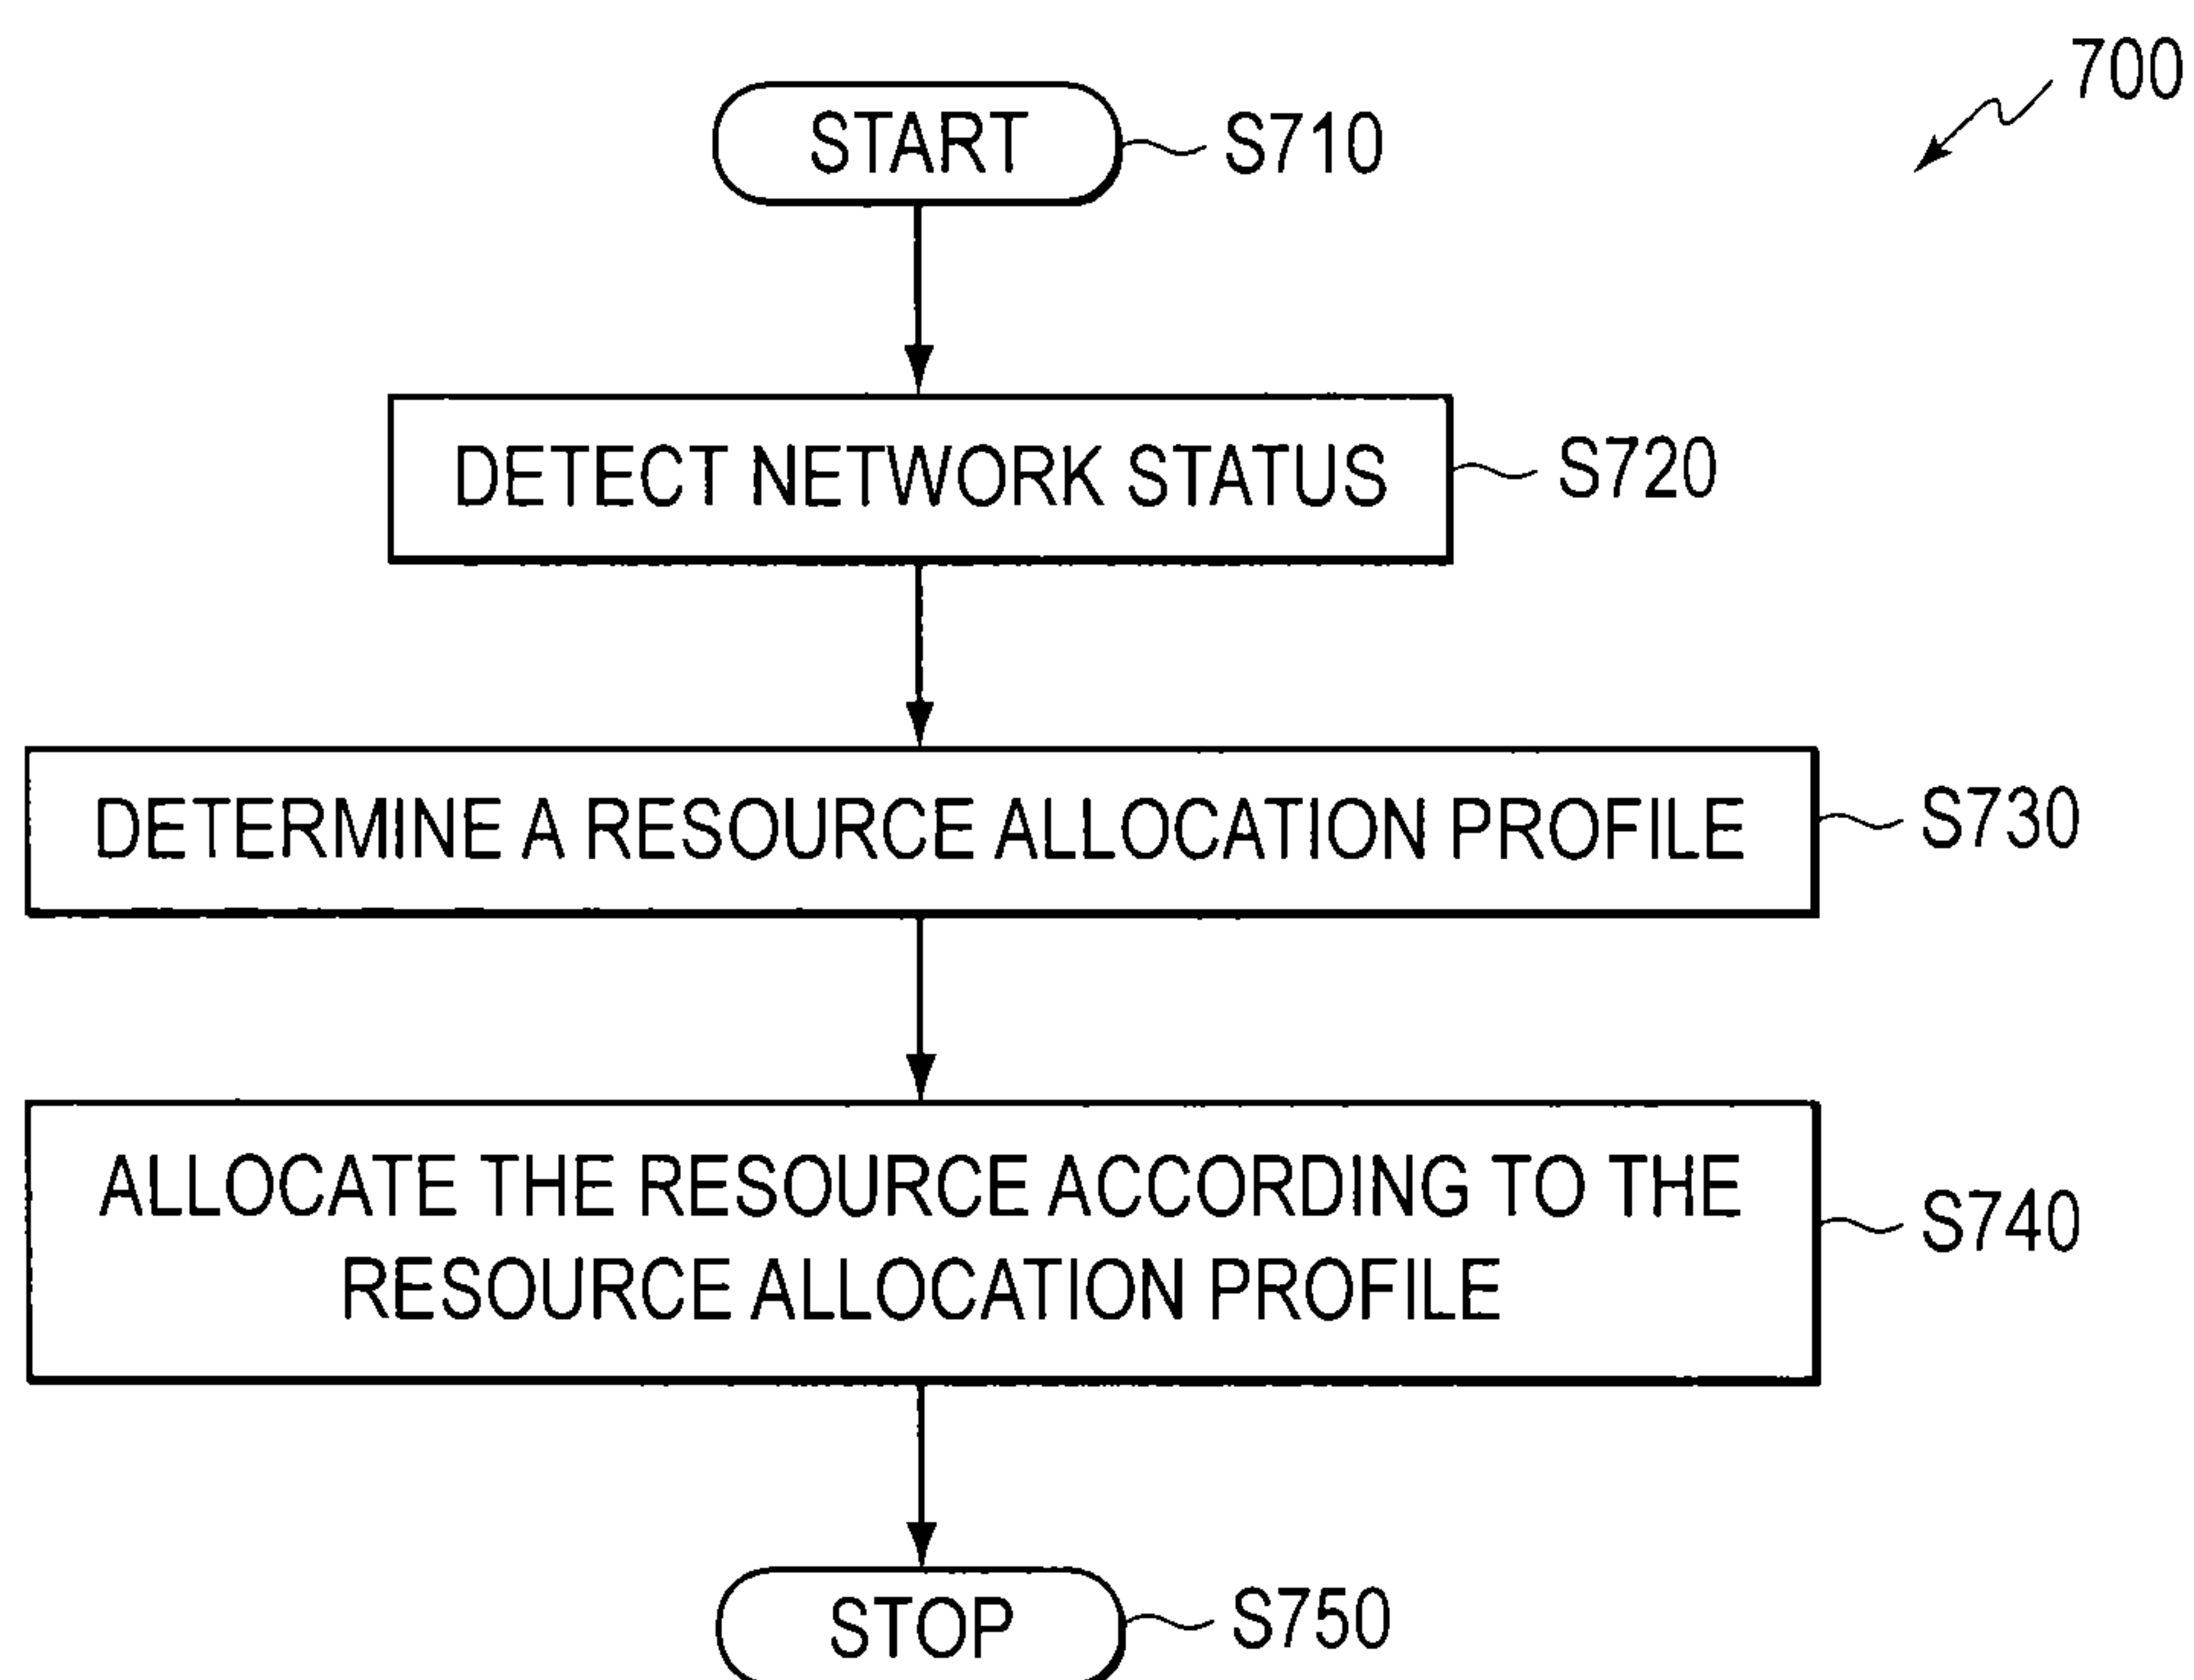 700
START
S710
DETECT NETWORK STATUS
S720
DETERMINE A RESOURCE ALLOCATION PROFILE
S730
ALLOCATE THE RESOURCE ACCORDING TO THE
RESOURCE ALLOCATION PROFILE
S740
STOP
S750